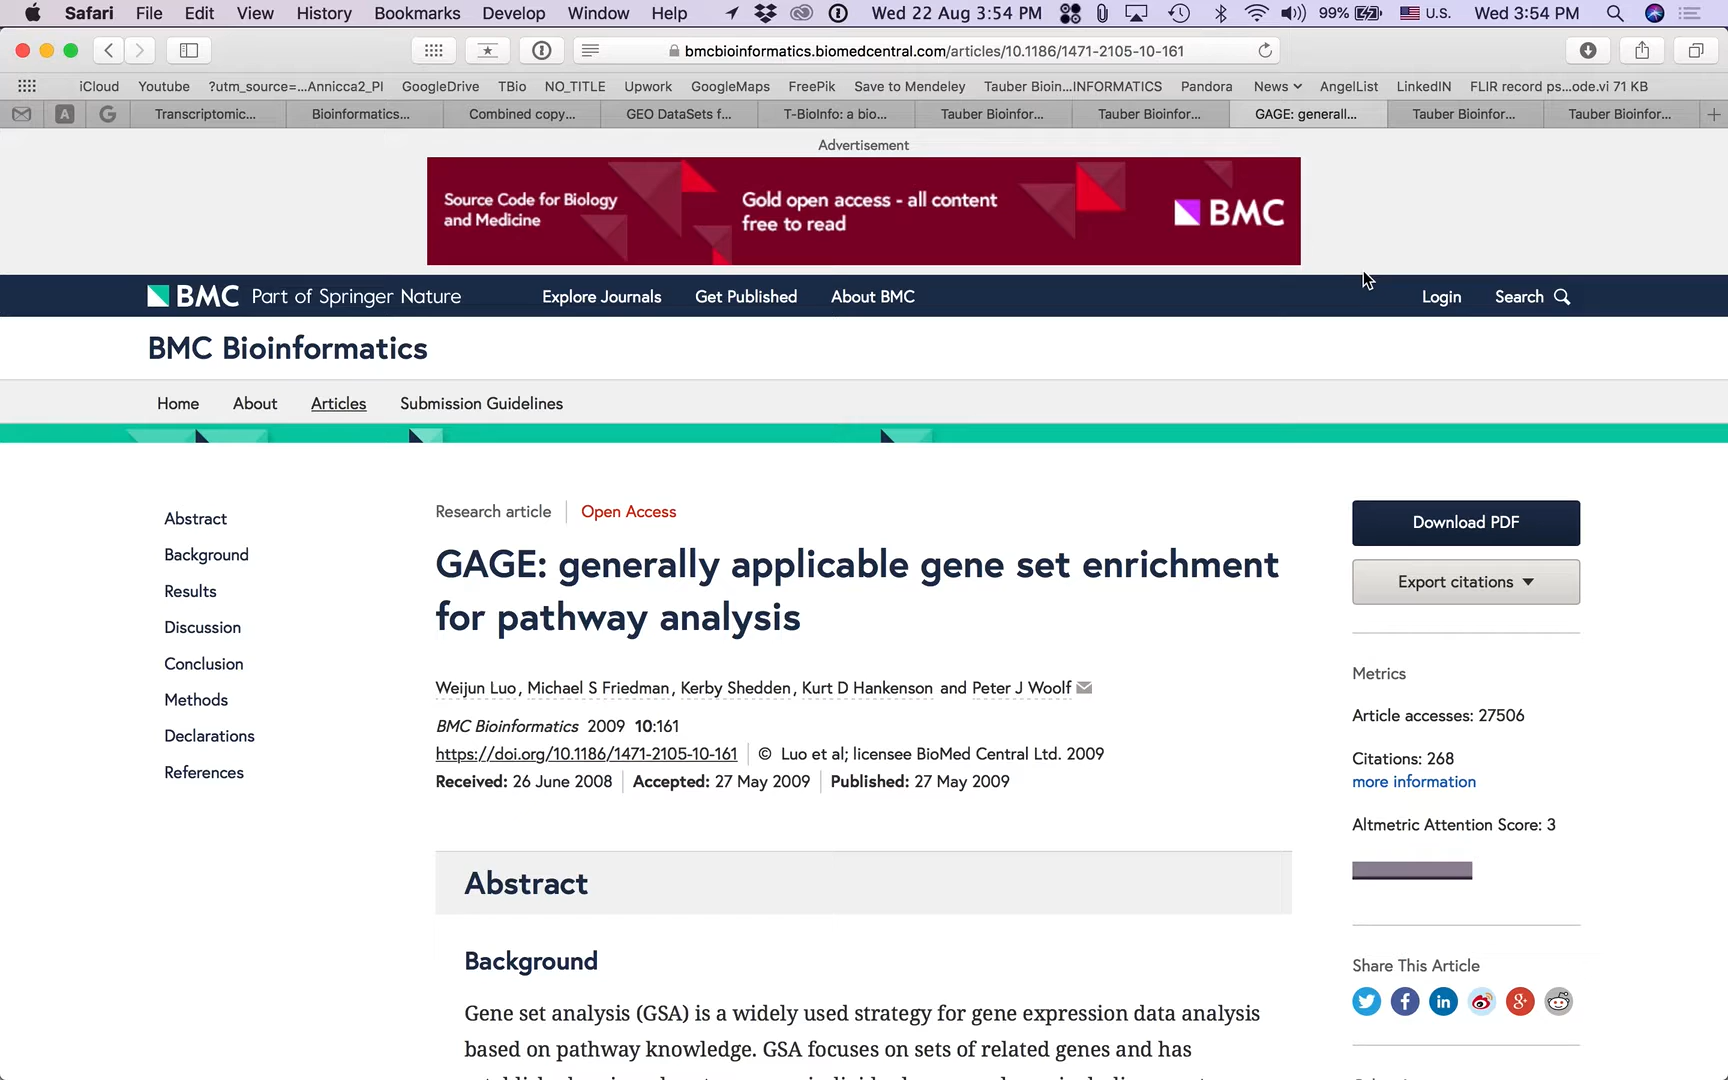 Safari File Edit View History Bookmarks Develop Window Help Wed 22 Aug 3:54 PM 99% U.S. Wed 3:54 PM
bmcbioinformatics.biomedcentral.com/articles/10.1186/1471-2105-10-161
iCloud Youtube ?utm_source=...Annicca2_PI GoogleDrive TBio NO_TITLE Upwork GoogleMaps FreePik Save to Mendeley Tauber Bioin...INFORMATICS Pandora News AngelList LinkedIN FLIR record ps...ode.vi 71 KB
A G Transcriptomic... Bioinformatics... Combined copy... GEO DataSets f... T-BioInfo: a bio... Tauber Bioinfor... Tauber Bioinfor... GAGE: generall... Tauber Bioinfor... Tauber Bioinfor...
Advertisement
Source Code for Biology
and Medicine
Gold open access - all content
free to read
BMC
BMC Part of Springer Nature Explore Journals Get Published About BMC Login Search
BMC Bioinformatics
Home About Articles Submission Guidelines
Abstract
Background
Results
Discussion
Conclusion
Methods
Declarations
References
Research article Open Access
GAGE: generally applicable gene set enrichment
for pathway analysis
Weijun Luo, Michael S Friedman, Kerby Shedden, Kurt D Hankenson and Peter J Woolf
BMC Bioinformatics 2009 10:161
https://doi.org/10.1186/1471-2105-10-161 © Luo et al; licensee BioMed Central Ltd. 2009
Received: 26 June 2008 Accepted: 27 May 2009 Published: 27 May 2009
Abstract
Background
Gene set analysis (GSA) is a widely used strategy for gene expression data analysis
based on pathway knowledge. GSA focuses on sets of related genes and has
Download PDF
Export citations
Metrics
Article accesses: 27506
Citations: 268
more information
Altmetric Attention Score: 3
Share This Article